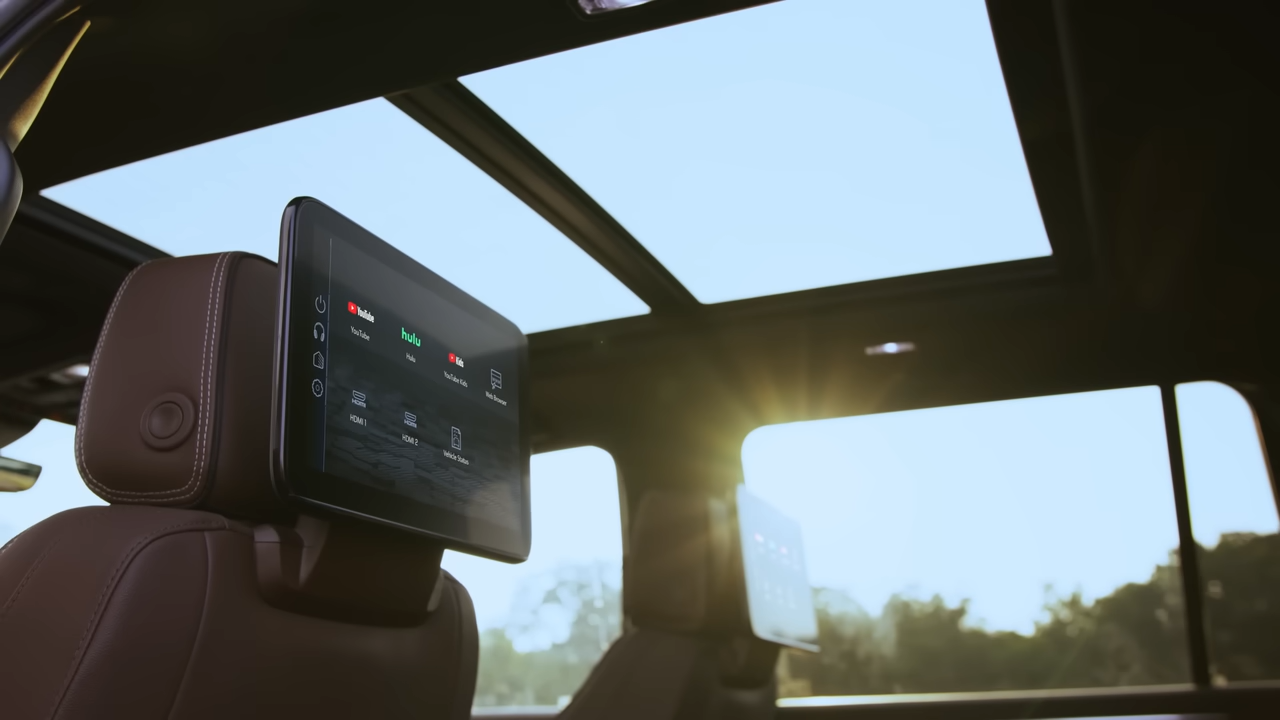 YouTube
YouTube
hulu
Hulu
Kids
YouTube Kids
Web Browser
HDMI
HDMI 1
HDMI
HDMI 2
Vehicle Status